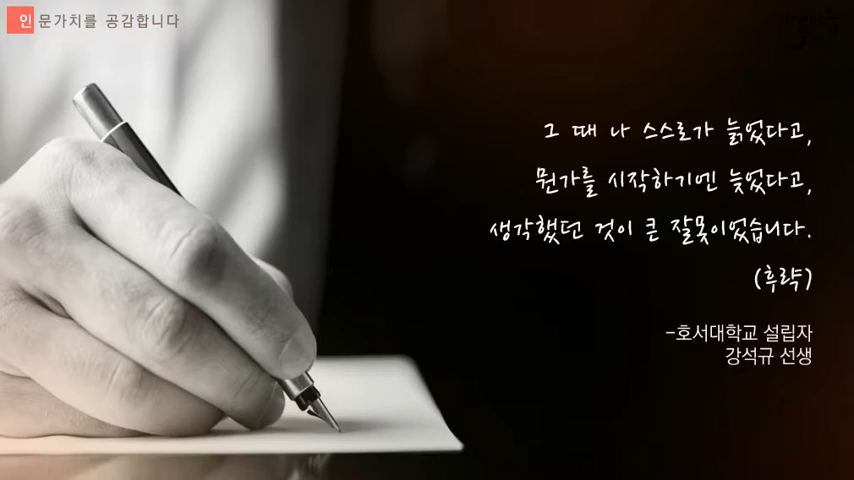 인문가치를 공감합니다
그 때 나 스스로가 늙었다고,
뭔가를 시작하기엔 늦었다고,
생각했던 것이 큰 잘못이었습니다.
(후략)
-호서대학교 설립자
강석규 선생